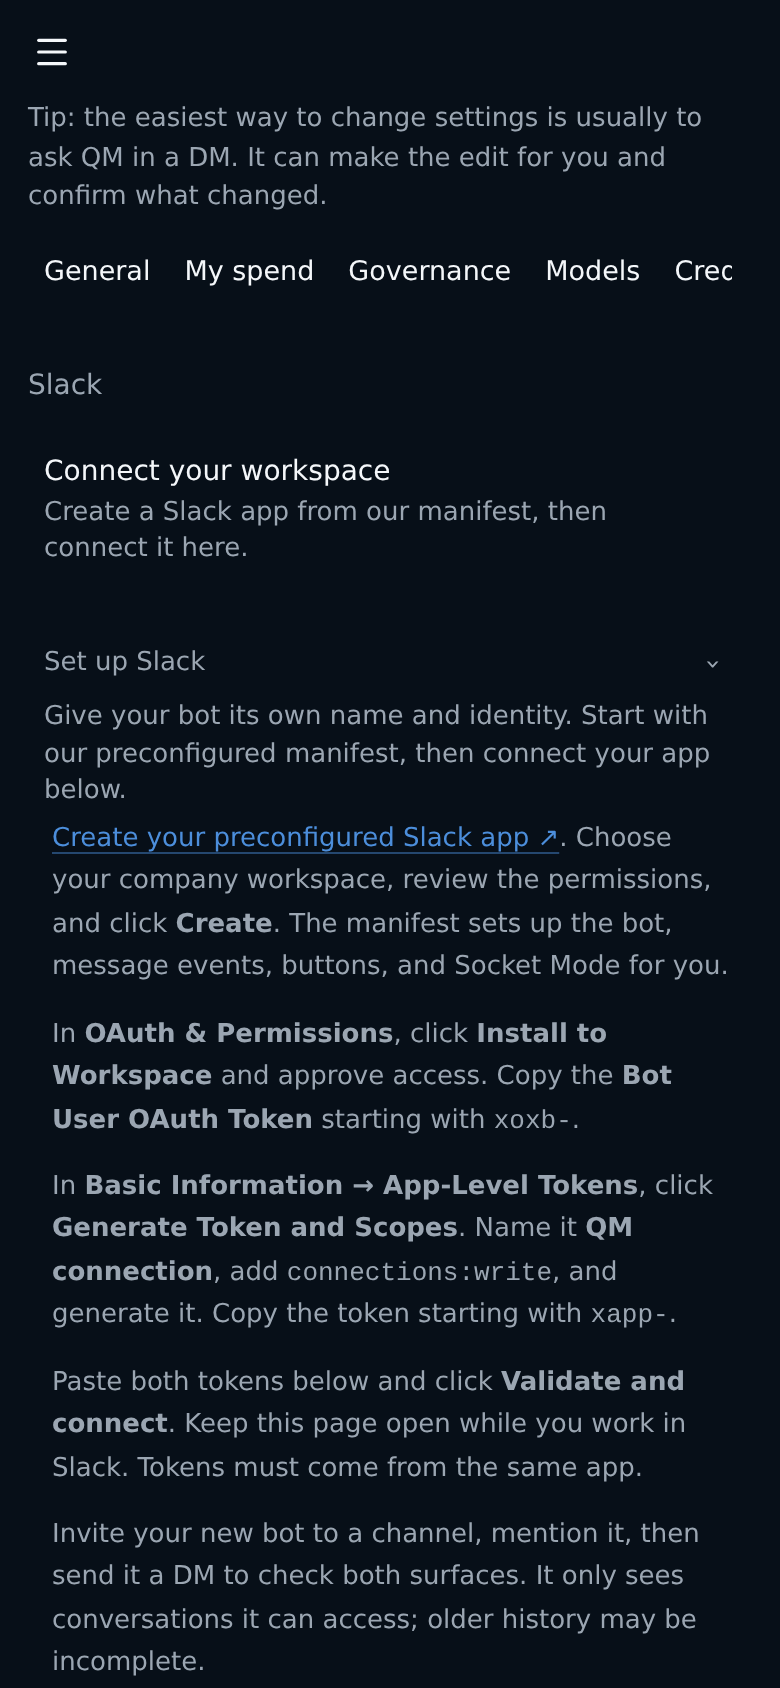 Tip: the easiest way to change settings is usually to
ask QM in a DM. It can make the edit for you and
confirm what changed.
General My spend Governance Models
Slack
Connect your workspace
Create a Slack app from our manifest, then
connect it here.
Set up Slack
Give your bot its own name and identity. Start with
our preconfigured manifest, then connect your app
below.
Create your preconfigured Slack app ↗. Choose
your company workspace, review the permissions,
and click Create. The manifest sets up the bot,
message events, buttons, and Socket Mode for you.
In OAuth & Permissions, click Install to
Workspace and approve access. Copy the Bot
User OAuth Token starting with xoxb-.
In Basic Information → App-Level Tokens, click
Generate Token and Scopes. Name it QM
connection, add connections:write, and
generate it. Copy the token starting with xapp-.
Paste both tokens below and click Validate and
connect. Keep this page open while you work in
Slack. Tokens must come from the same app.
Invite your new bot to a channel, mention it, then
send it a DM to check both surfaces. It only sees
conversations it can access; older history may be
incomplete.